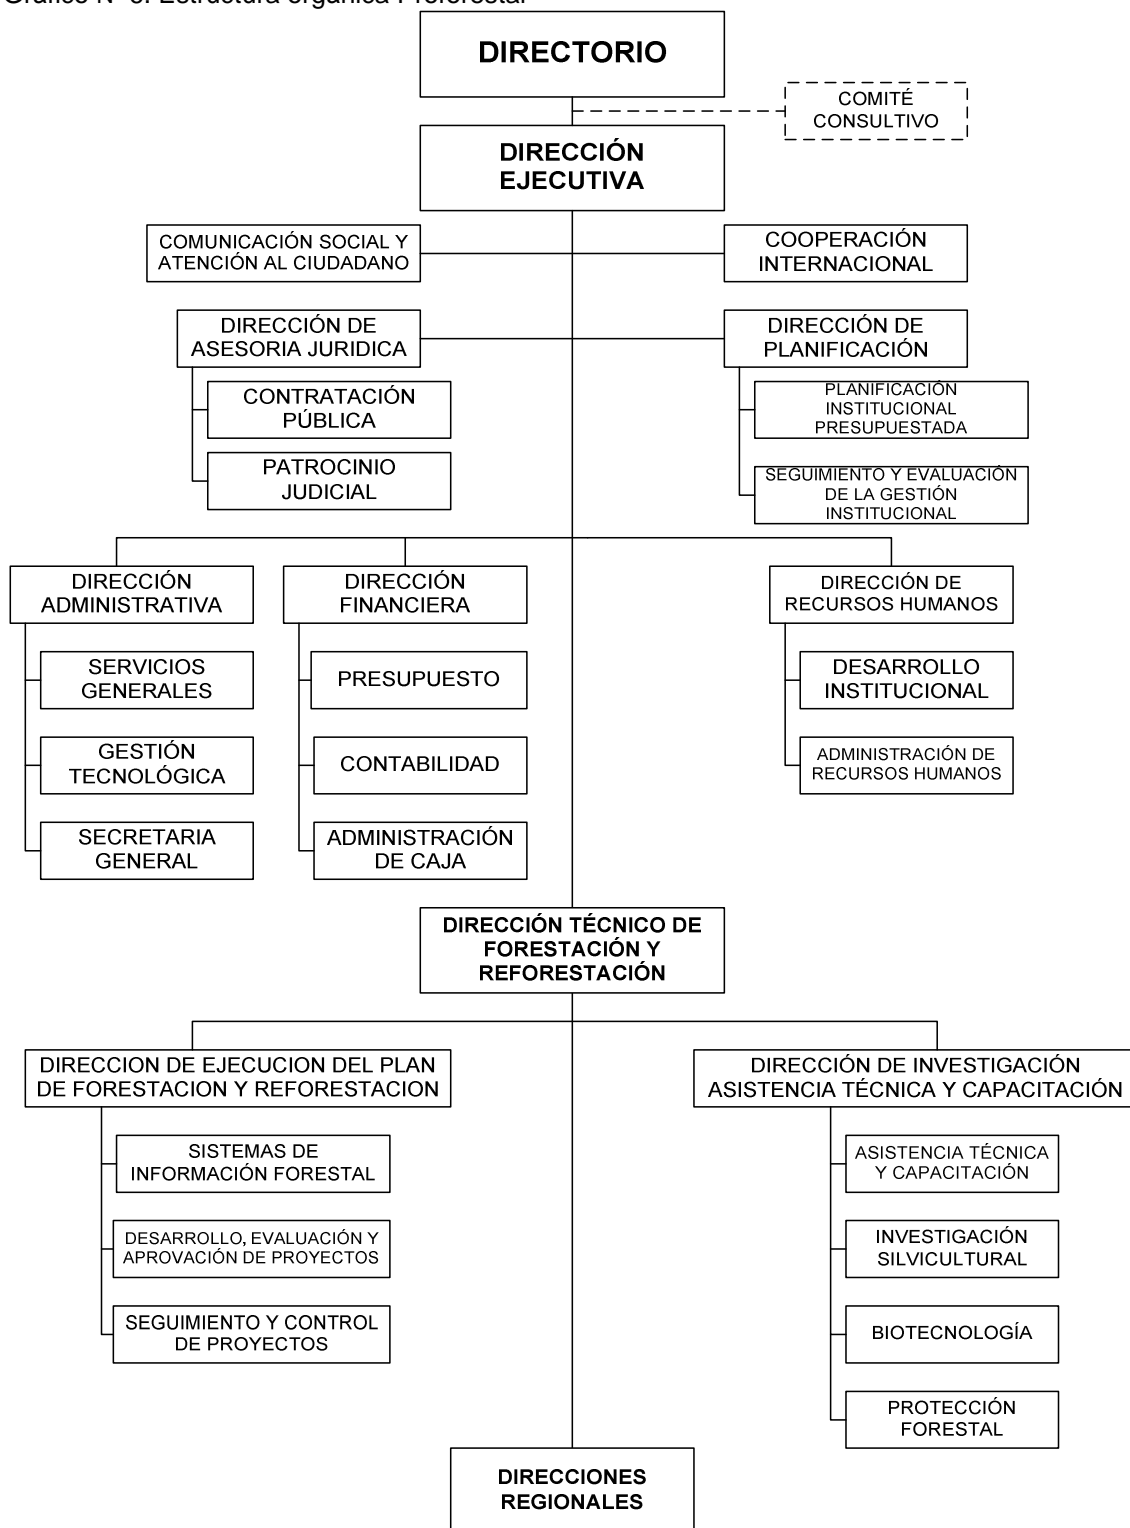 DIRECTORIO
COMITÉ
CONSULTIVO
DIRECCIÓN
EJECUTIVA
COMUNICACIÓN SOCIAL Y
ATENCIÓN AL CIUDADANO
COOPERACIÓN
INTERNACIONAL
DIRECCIÓN DE
ASESORIA JURIDICA
DIRECCIÓN DE
PLANIFICACIÓN
CONTRATACIÓN
PÚBLICA
PLANIFICACIÓN
INSTITUCIONAL
PRESUPUESTADA
PATROCINIO
JUDICIAL
SEGUIMIENTO Y EVALUACIÓN
DE LA GESTIÓN
INSTITUCIONAL
DIRECCIÓN
ADMINISTRATIVA
DIRECCIÓN
FINANCIERA
DIRECCIÓN DE
RECURSOS HUMANOS
SERVICIOS
GENERALES
PRESUPUESTO
DESARROLLO
INSTITUCIONAL
GESTIÓN
TECNOLÓGICA
CONTABILIDAD
ADMINISTRACIÓN DE
RECURSOS HUMANOS
SECRETARIA
GENERAL
ADMINISTRACIÓN
DE CAJA
DIRECCIÓN TÉCNICO DE
FORESTACIÓN Y
REFORESTACIÓN
DIRECCION DE EJECUCION DEL PLAN
DE FORESTACION Y REFORESTACION
DIRECCIÓN DE INVESTIGACIÓN
ASISTENCIA TÉCNICA Y CAPACITACIÓN
SISTEMAS DE
INFORMACIÓN FORESTAL
ASISTENCIA TÉCNICA
Y CAPACITACIÓN
DESARROLLO, EVALUACIÓN Y
APROVACIÓN DE PROYECTOS
INVESTIGACIÓN
SILVICULTURAL
SEGUIMIENTO Y CONTROL
DE PROYECTOS
BIOTECNOLOGÍA
PROTECCIÓN
FORESTAL
DIRECCIONES
REGIONALES